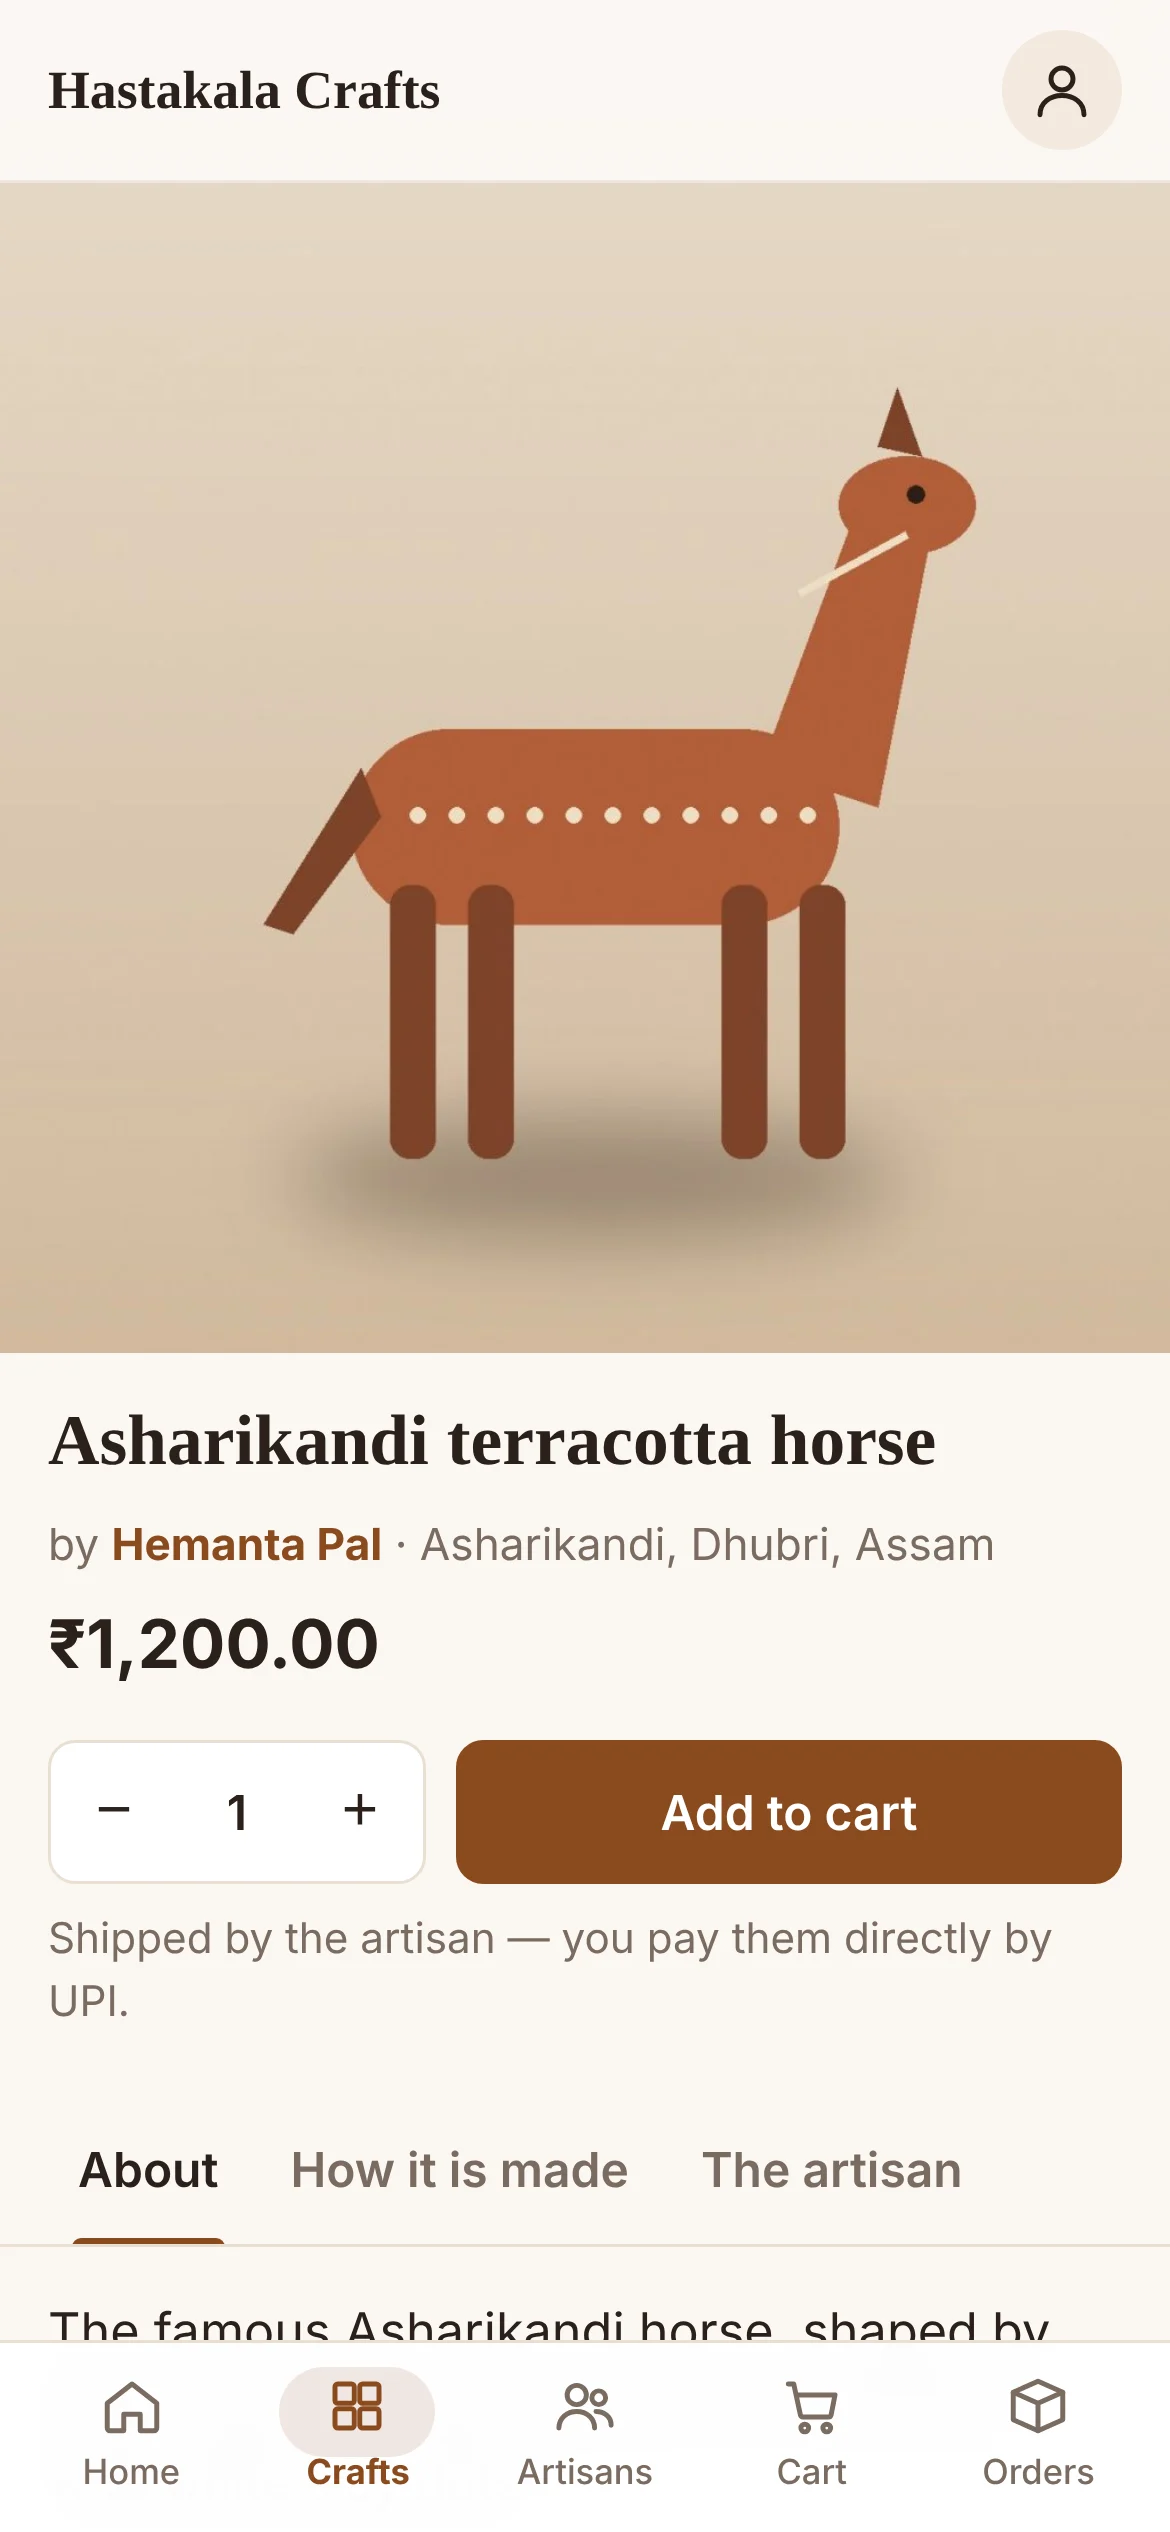 Hastakala Crafts
Asharikandi terracotta horse
by Hemanta Pal · Asharikandi, Dhubri, Assam
₹1,200.00
− 1 +
Add to cart
Shipped by the artisan — you pay them directly by
UPI.
About How it is made The artisan
The famous Asharikandi horse, shaped by
Home Crafts Artisans Cart Orders